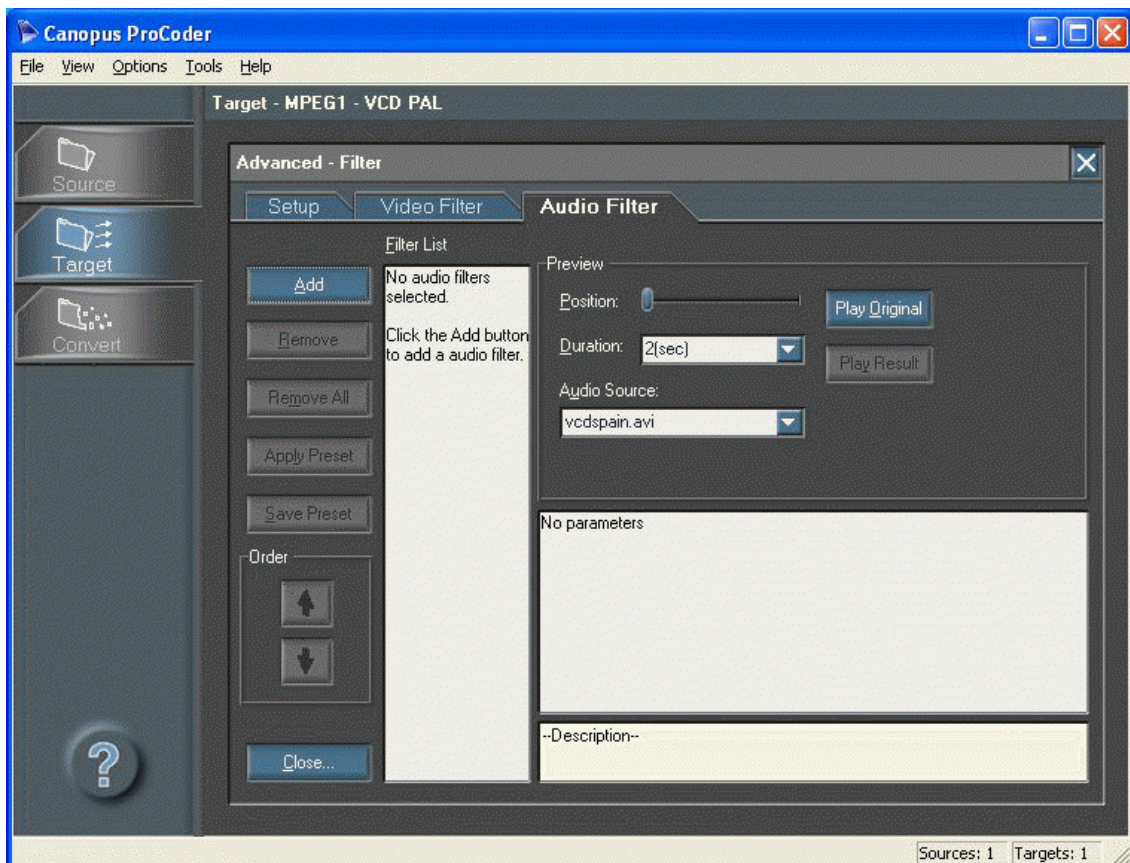 Canopus ProCoder
File View Options Tools Help
Target - MPEG1 - VCD PAL
Source
Target
Convert
Advanced - Filter
Setup Video Filter Audio Filter
Add
Remove
Remove All
Apply Preset
Save Preset
Order
Close...
Filter List
No audio filters
selected.
Click the Add button
to add a audio filter.
Preview
Position:
Play Original
Duration: 2(sec)
Play Result
Audio Source:
vcdspain.avi
No parameters
--Description--
?
Sources: 1 Targets: 1